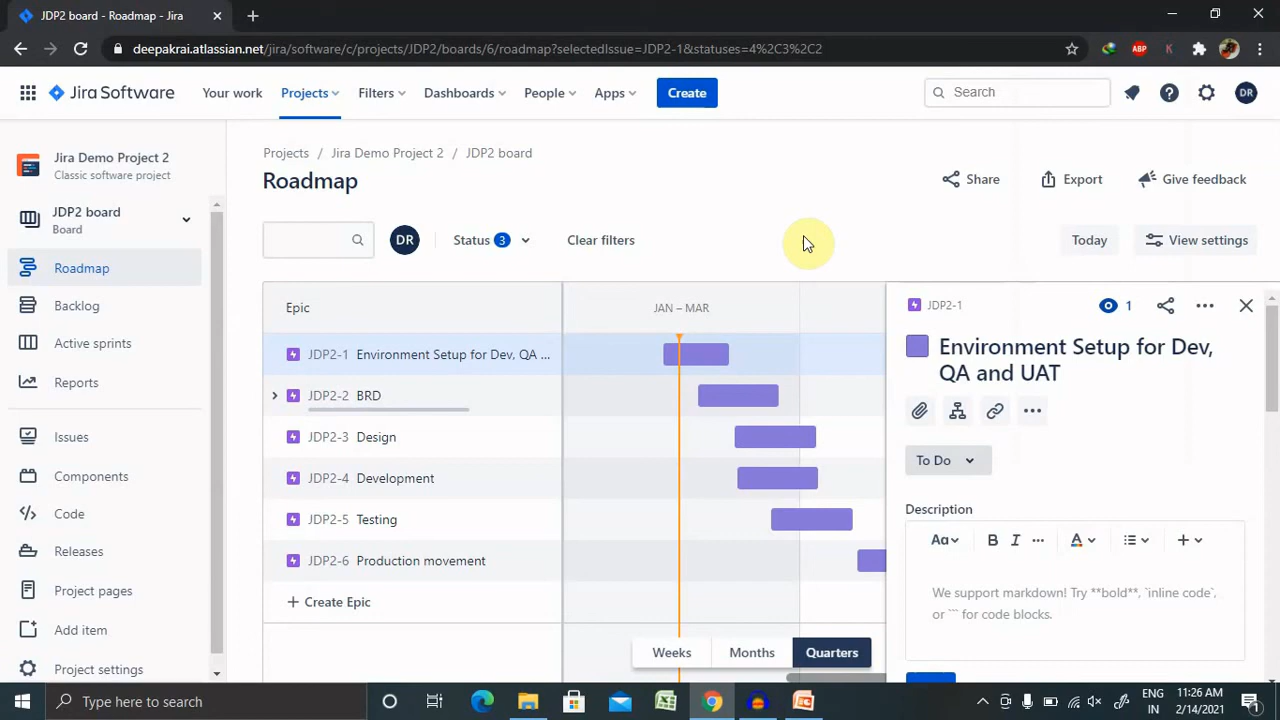 JDP2 board - Roadmap - Jira
deepakrai.atlassian.net/jira/software/c/projects/JDP2/boards/6/roadmap?selectedIssue=JDP2-1&statuses=4%2C3%2C2
ABP
K
Jira Software
Your work
Projects
Filters
Dashboards
People
Apps
Create
Search
DR
Jira Demo Project 2
Classic software project
JDP2 board
Board
Roadmap
Backlog
Active sprints
Reports
Issues
Components
Code
Releases
Project pages
Add item
Project settings
Projects / Jira Demo Project 2 / JDP2 board
Roadmap
Share
Export
Give feedback
DR
Status 3
Clear filters
Today
View settings
Epic
JAN – MAR
JDP2-1 Environment Setup for Dev, QA ...
JDP2-2 BRD
JDP2-3 Design
JDP2-4 Development
JDP2-5 Testing
JDP2-6 Production movement
+ Create Epic
Weeks
Months
Quarters
JDP2-1
1
Environment Setup for Dev,
QA and UAT
To Do
Description
Aa
B
I
A
We support markdown! Try **bold**, `inline code`,
or ``` for code blocks.
Type here to search
ENG
IN
11:26 AM
2/14/2021
1